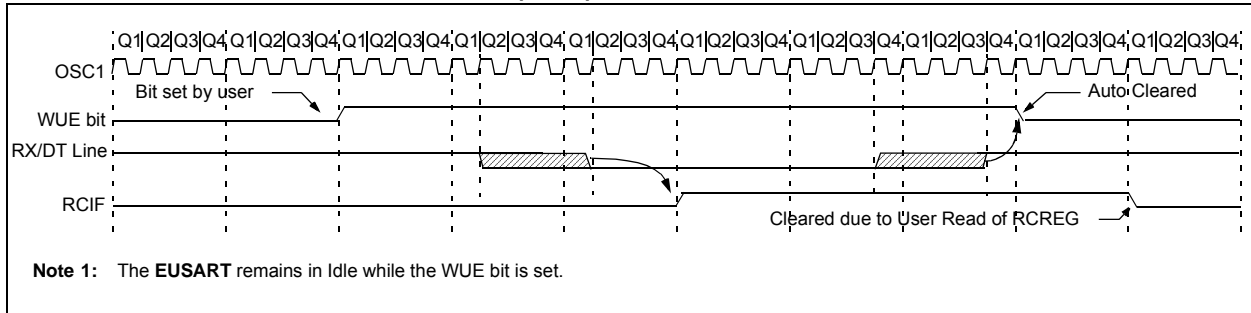 Q1|Q2|Q3|Q4|Q1|Q2|Q3|Q4|Q1|Q2|Q3|Q4|Q1|Q2|Q3|Q4|Q1|Q2|Q3|Q4|Q1|Q2|Q3|Q4|Q1|Q2|Q3|Q4|Q1|Q2|Q3|Q4|Q1|Q2|Q3|Q4|Q1|Q2|Q3|Q4
OSC1
Bit set by user
Auto Cleared
WUE bit
RX/DT Line
RCIF
Cleared due to User Read of RCREG
Note 1: The EUSART remains in Idle while the WUE bit is set.